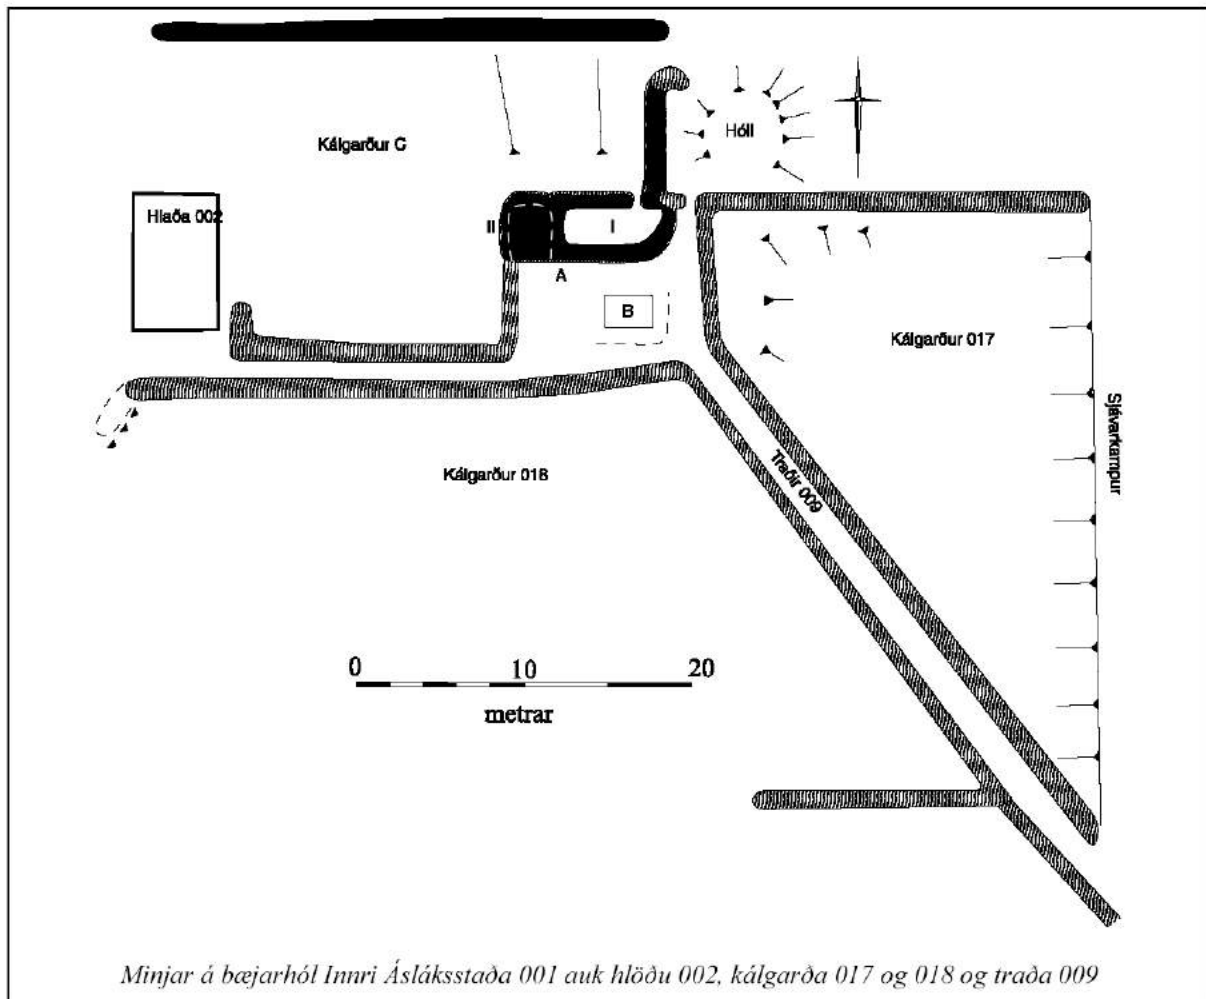 Kálgarður C
Hóll
Hlaða 002
II
I
A
B
Kálgarður 017
Sjávarkampur
Traðir 009
Kálgarður 018
0 10 20
metrar
Minjar á bæjarhól Innri Ásláksstaða 001 auk hlöðu 002, kálgarða 017 og 018 og traða 009